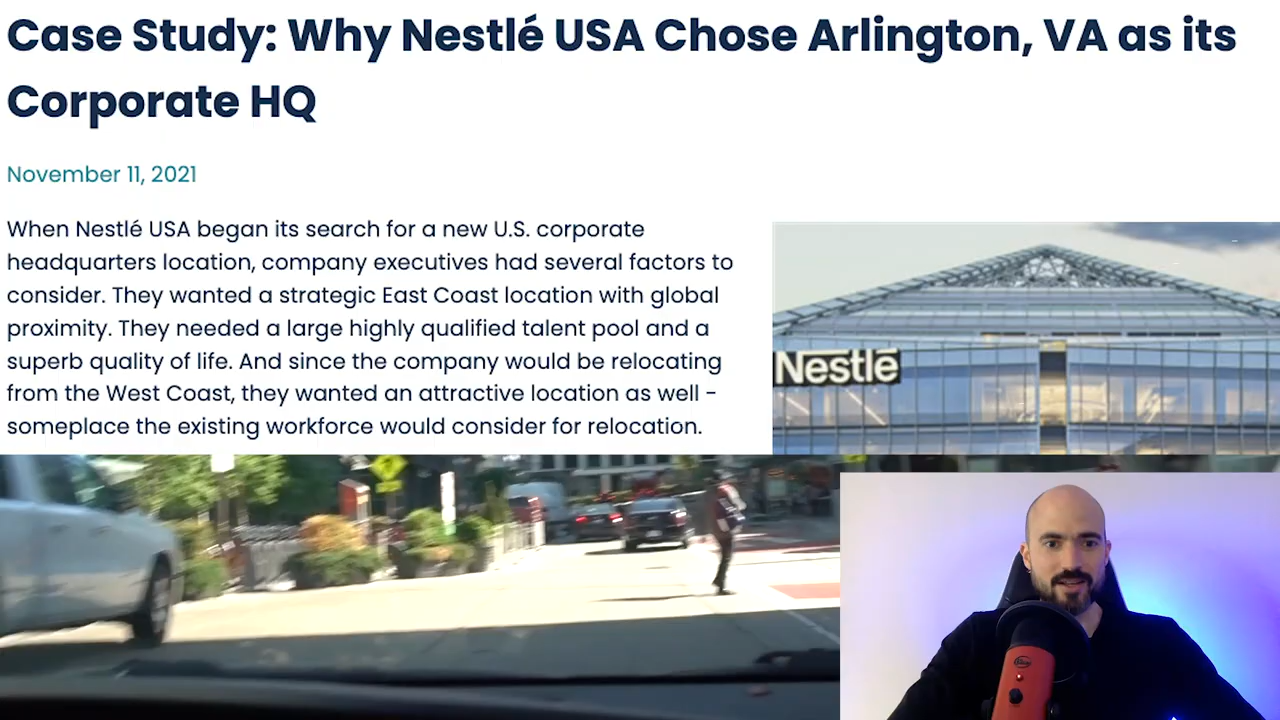 Case Study: Why Nestlé USA Chose Arlington, VA as its
Corporate HQ
November 11, 2021
When Nestlé USA began its search for a new U.S. corporate
headquarters location, company executives had several factors to
consider. They wanted a strategic East Coast location with global
proximity. They needed a large highly qualified talent pool and a
superb quality of life. And since the company would be relocating
from the West Coast, they wanted an attractive location as well -
someplace the existing workforce would consider for relocation.
Nestlé